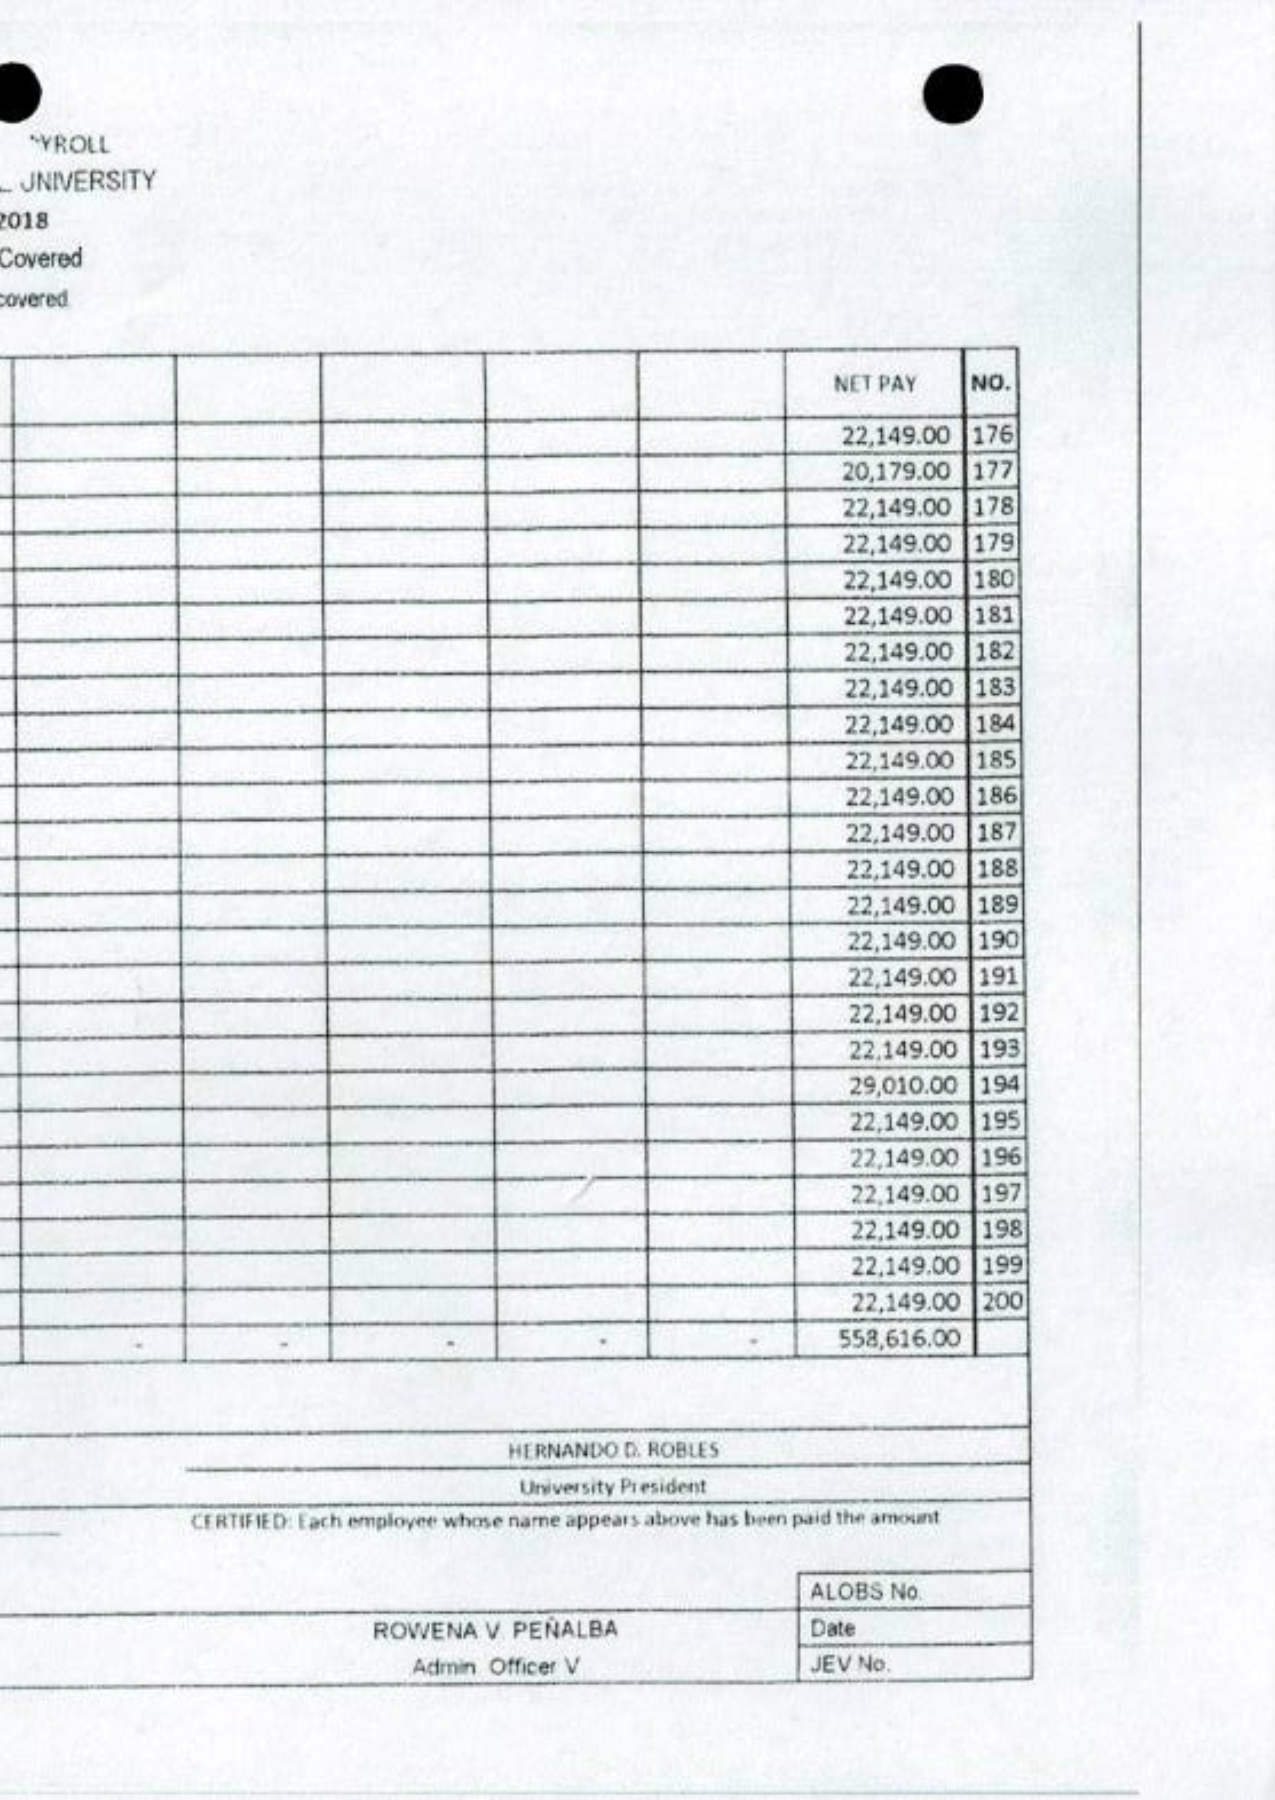 YROLL
UNIVERSITY
2018
Covered
covered
NET PAY NO.
22,149.00 176
20,179.00 177
22,149.00 178
22,149.00 179
22,149.00 180
22,149.00 181
22,149.00 182
22,149.00 183
22,149.00 184
22,149.00 185
22,149.00 186
22,149.00 187
22,149.00 188
22,149.00 189
22,149.00 190
22,149.00 191
22,149.00 192
22,149.00 193
29,010.00 194
22,149.00 195
22,149.00 196
22,149.00 197
22,149.00 198
22,149.00 199
22,149.00 200
- - - - - 558,616.00
HERNANDO D. ROBLES
University President
CERTIFIED: Each employee whose name appears above has been paid the amount
ALOBS No.
ROWENA V. PEÑALBA Date
Admin. Officer V JEV No.